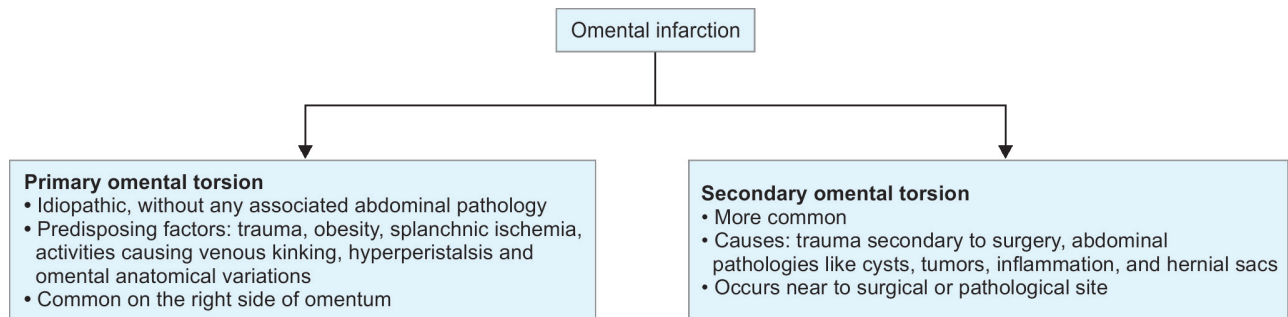 Omental infarction
Primary omental torsion
• Idiopathic, without any associated abdominal pathology
• Predisposing factors: trauma, obesity, splanchnic ischemia,
activities causing venous kinking, hyperperistalsis and
omental anatomical variations
• Common on the right side of omentum
Secondary omental torsion
• More common
• Causes: trauma secondary to surgery, abdominal
pathologies like cysts, tumors, inflammation, and hernial sacs
• Occurs near to surgical or pathological site